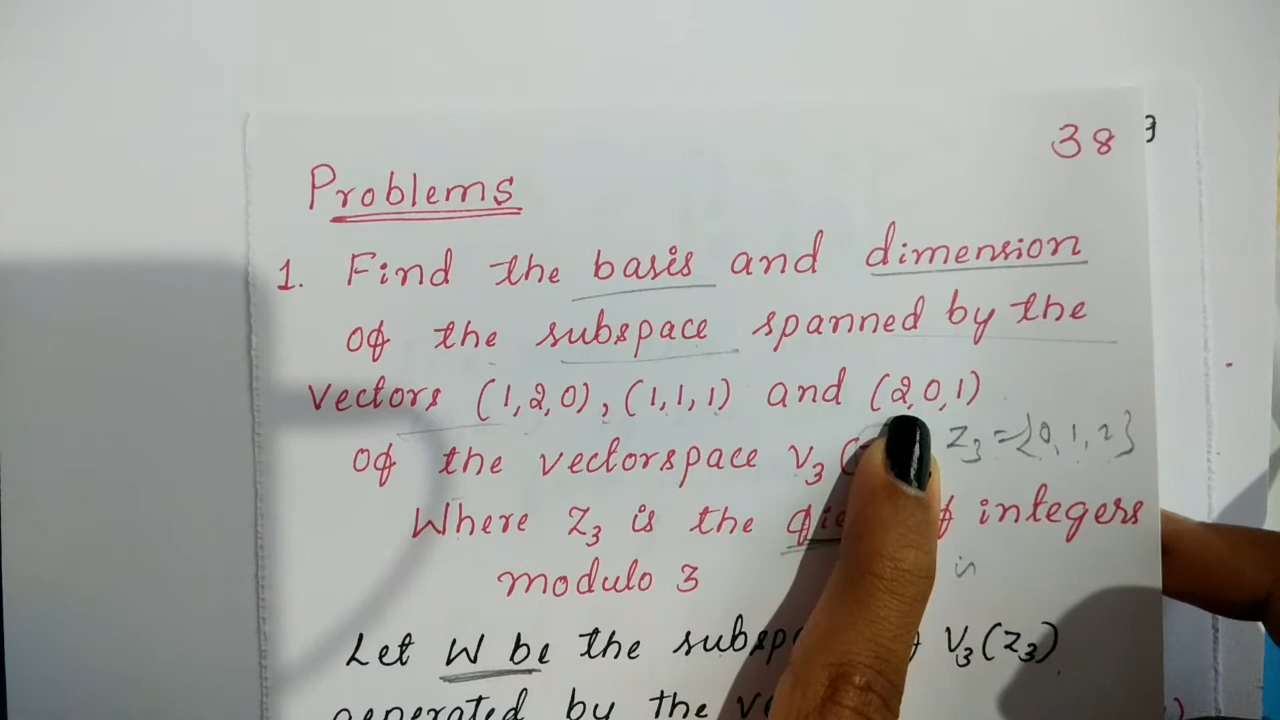 38
Problems
1. Find the basis and dimension
of the subspace spanned by the
vectors (1,2,0), (1,1,1) and (2,0,1)
of the vectorspace V₃ Z₃ = {0, 1, 2}
Where Z₃ is the integers
modulo 3
Let W be the V₃(Z₃)
generated by the